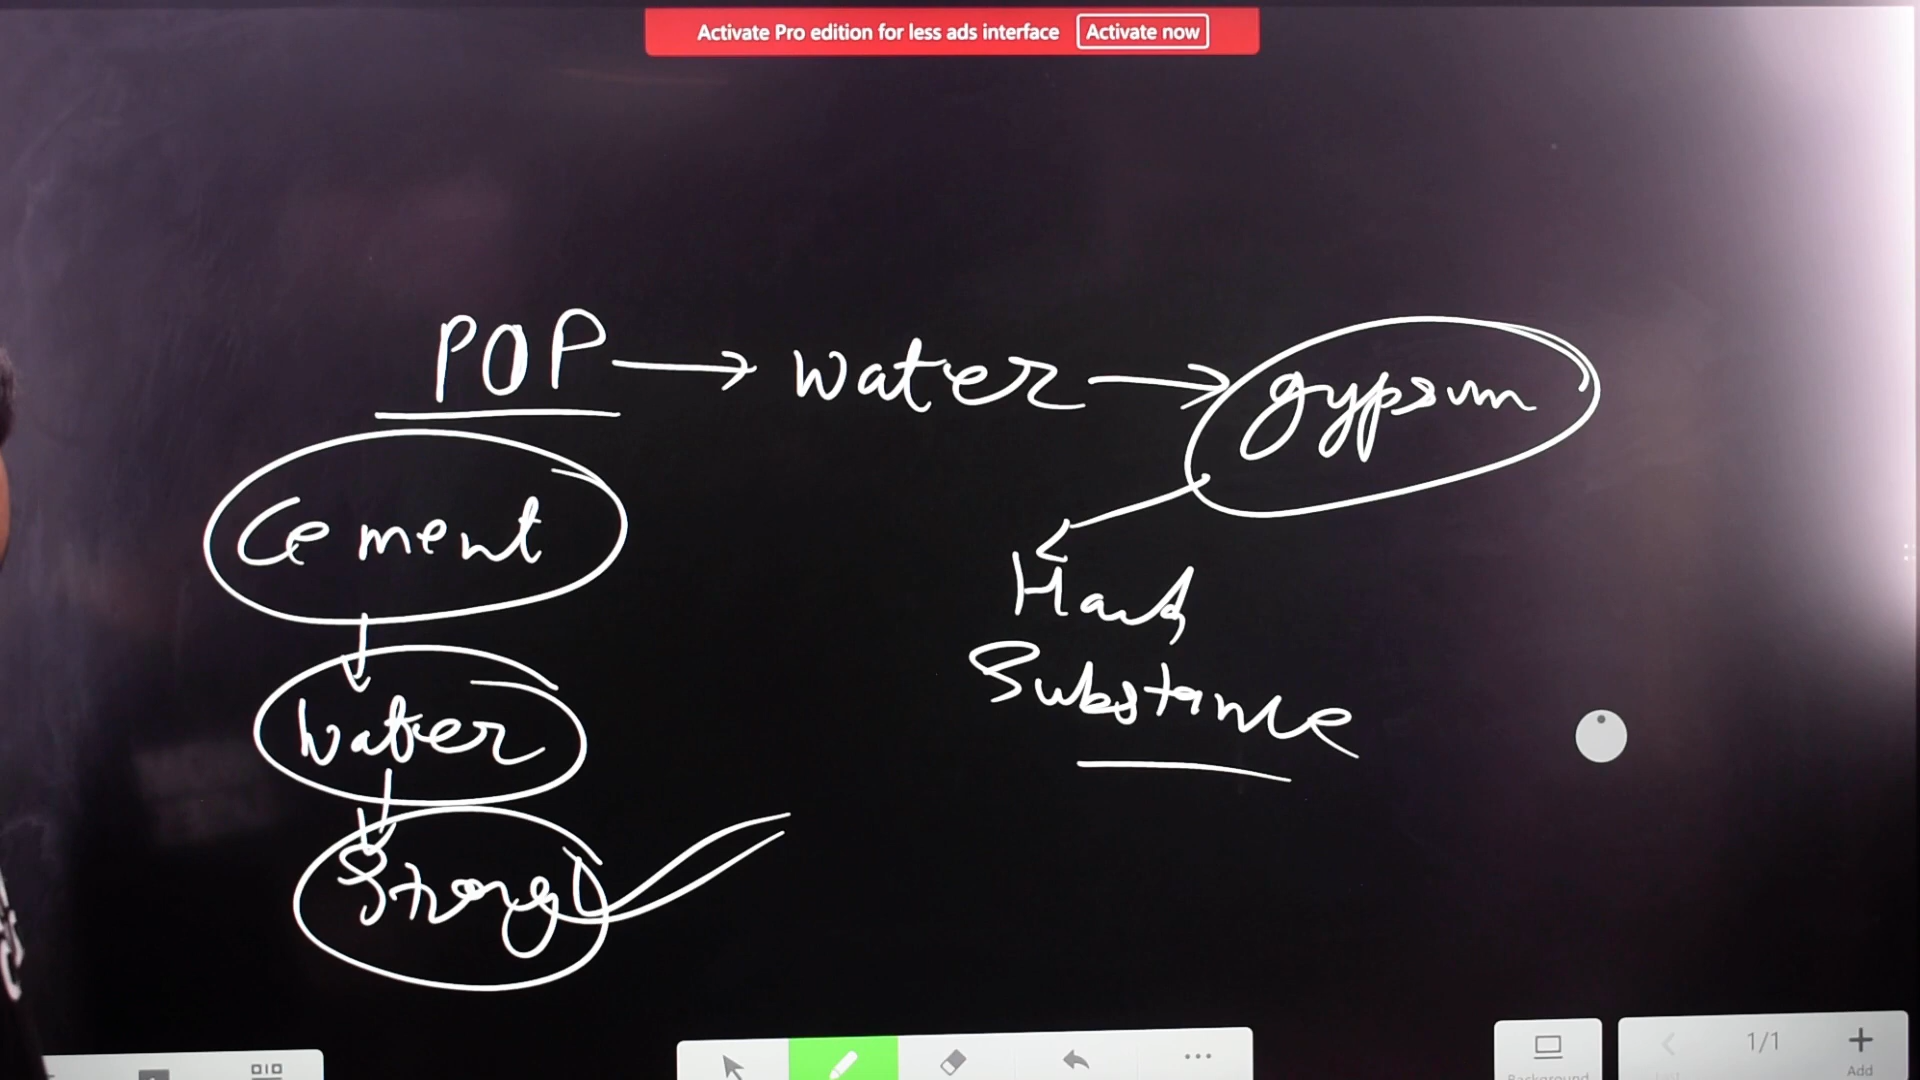 Activate Pro edition for less ads interface Activate now
POP → water → gypsum
Cement
Water
Strong
Hard
Substance
1/1
Background
Add